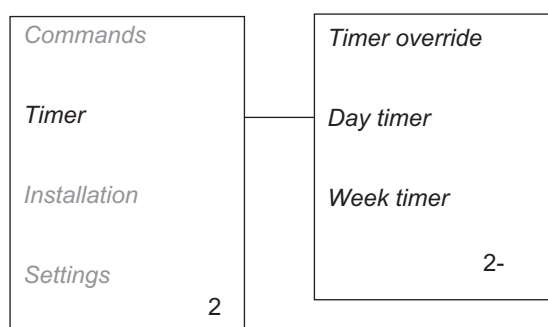 Commands
Timer
Installation
Settings
2
Timer override
Day timer
Week timer
2-